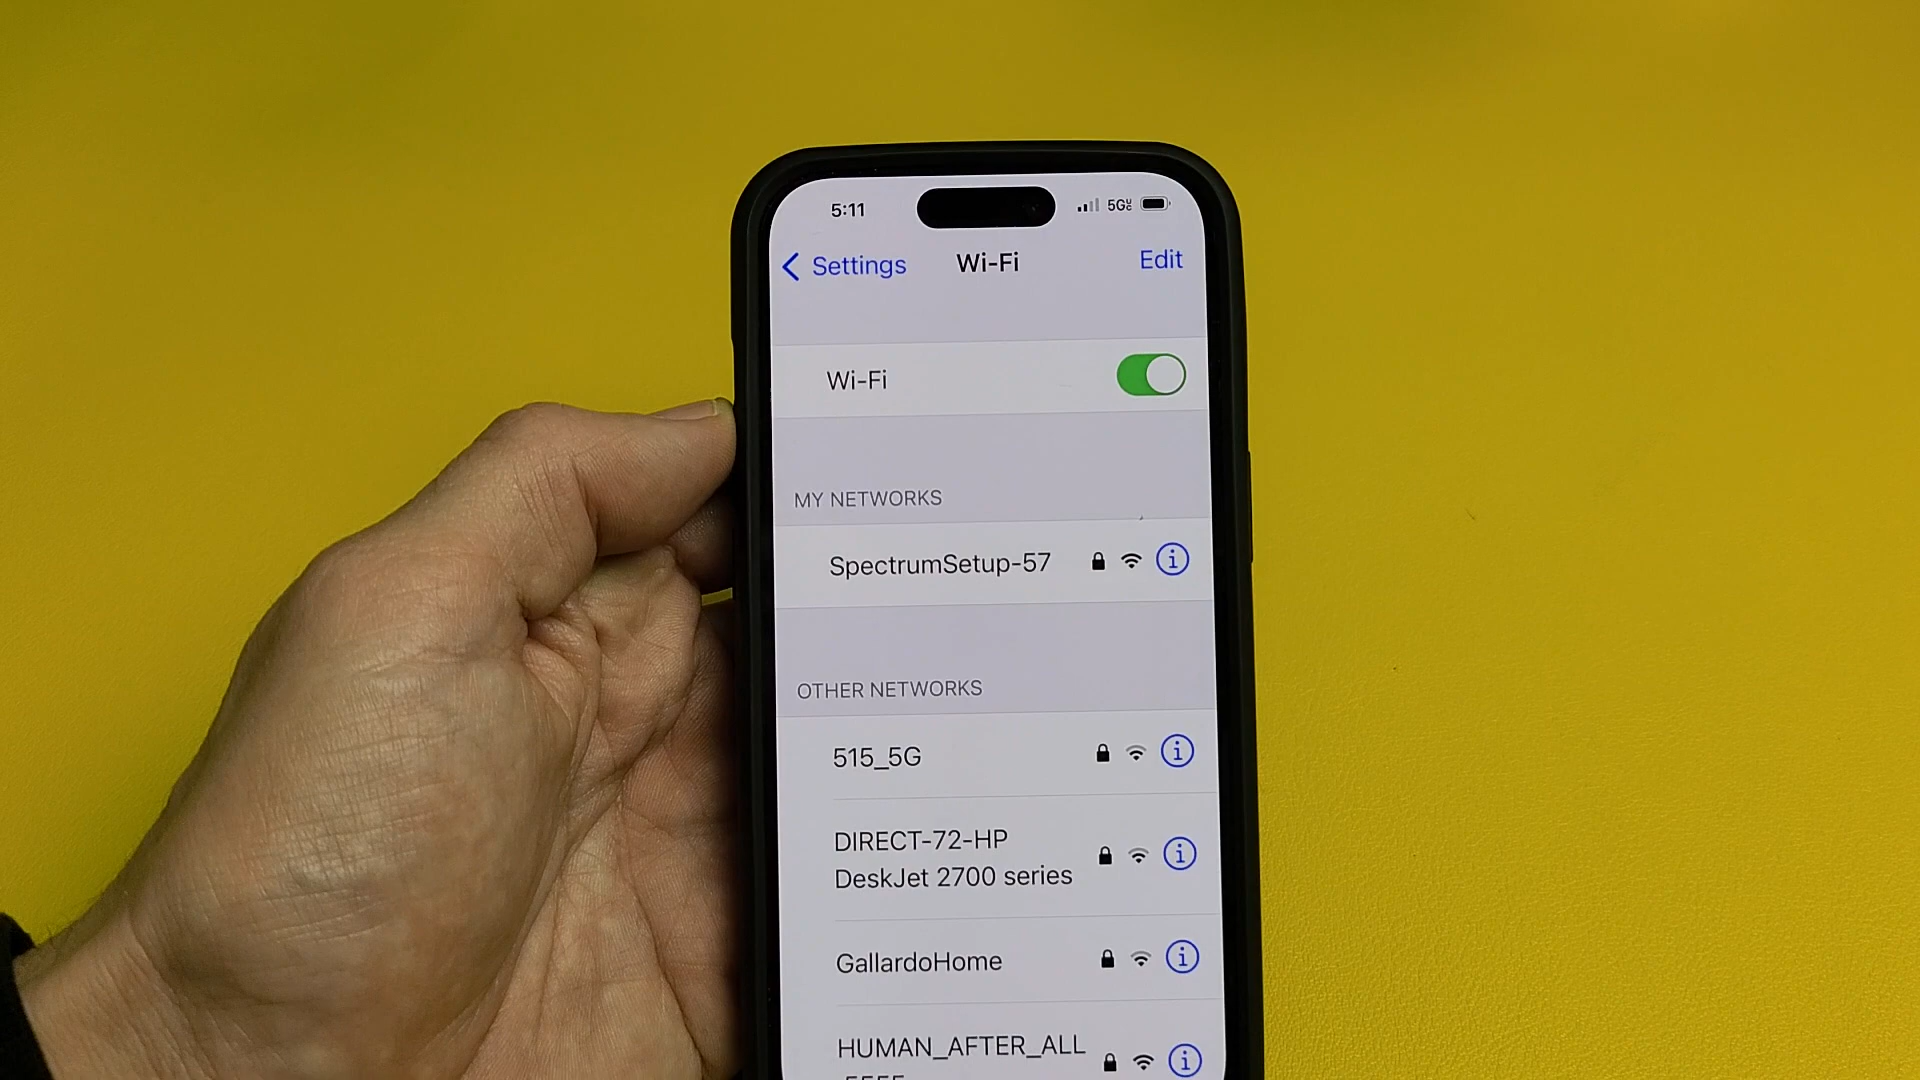 5:11
5G
Settings
Wi-Fi
Edit
Wi-Fi
MY NETWORKS
SpectrumSetup-57
OTHER NETWORKS
515_5G
DIRECT-72-HP
DeskJet 2700 series
GallardoHome
HUMAN_AFTER_ALL